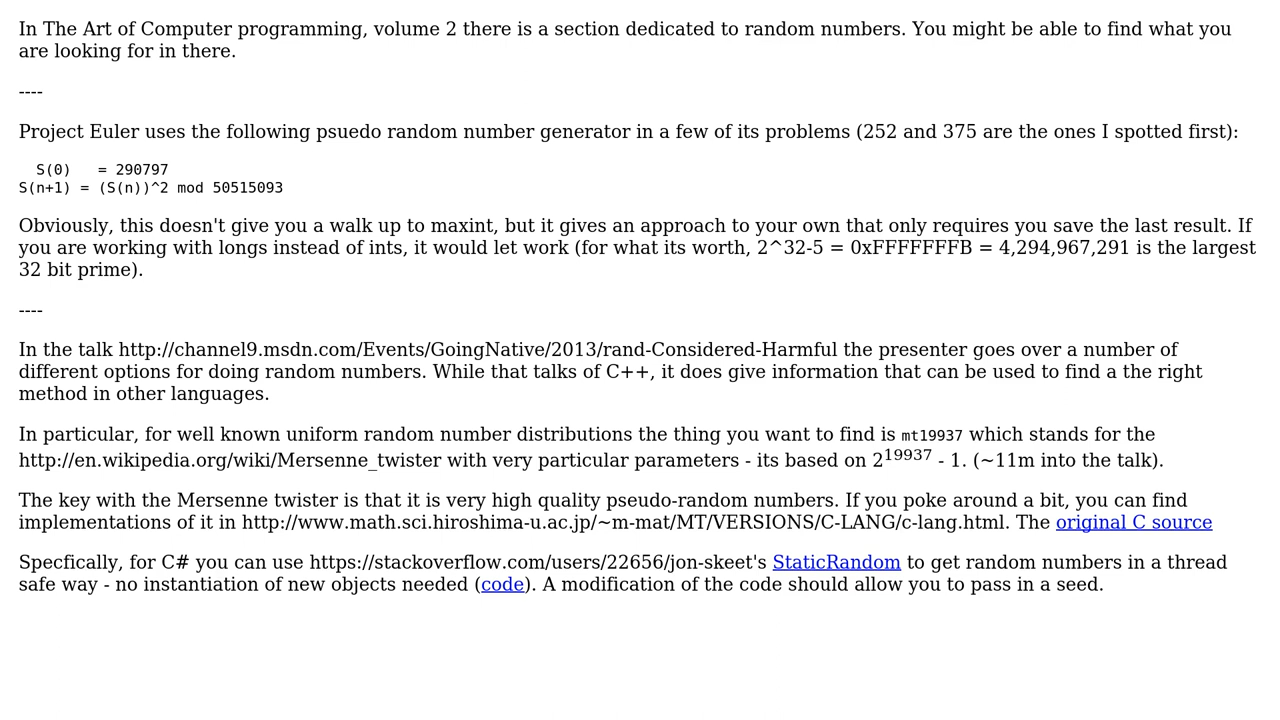 In The Art of Computer programming, volume 2 there is a section dedicated to random numbers. You might be able to find what you
are looking for in there.
----
Project Euler uses the following psuedo random number generator in a few of its problems (252 and 375 are the ones I spotted first):
S(0)   = 290797
S(n+1) = (S(n))^2 mod 50515093
Obviously, this doesn't give you a walk up to maxint, but it gives an approach to your own that only requires you save the last result. If
you are working with longs instead of ints, it would let work (for what its worth, 2^32-5 = 0xFFFFFFFB = 4,294,967,291 is the largest
32 bit prime).
----
In the talk http://channel9.msdn.com/Events/GoingNative/2013/rand-Considered-Harmful the presenter goes over a number of
different options for doing random numbers. While that talks of C++, it does give information that can be used to find a the right
method in other languages.
In particular, for well known uniform random number distributions the thing you want to find is mt19937 which stands for the
http://en.wikipedia.org/wiki/Mersenne_twister with very particular parameters - its based on 2^19937 - 1. (~11m into the talk).
The key with the Mersenne twister is that it is very high quality pseudo-random numbers. If you poke around a bit, you can find
implementations of it in http://www.math.sci.hiroshima-u.ac.jp/~m-mat/MT/VERSIONS/C-LANG/c-lang.html. The original C source
Specfically, for C# you can use https://stackoverflow.com/users/22656/jon-skeet's StaticRandom to get random numbers in a thread
safe way - no instantiation of new objects needed (code). A modification of the code should allow you to pass in a seed.